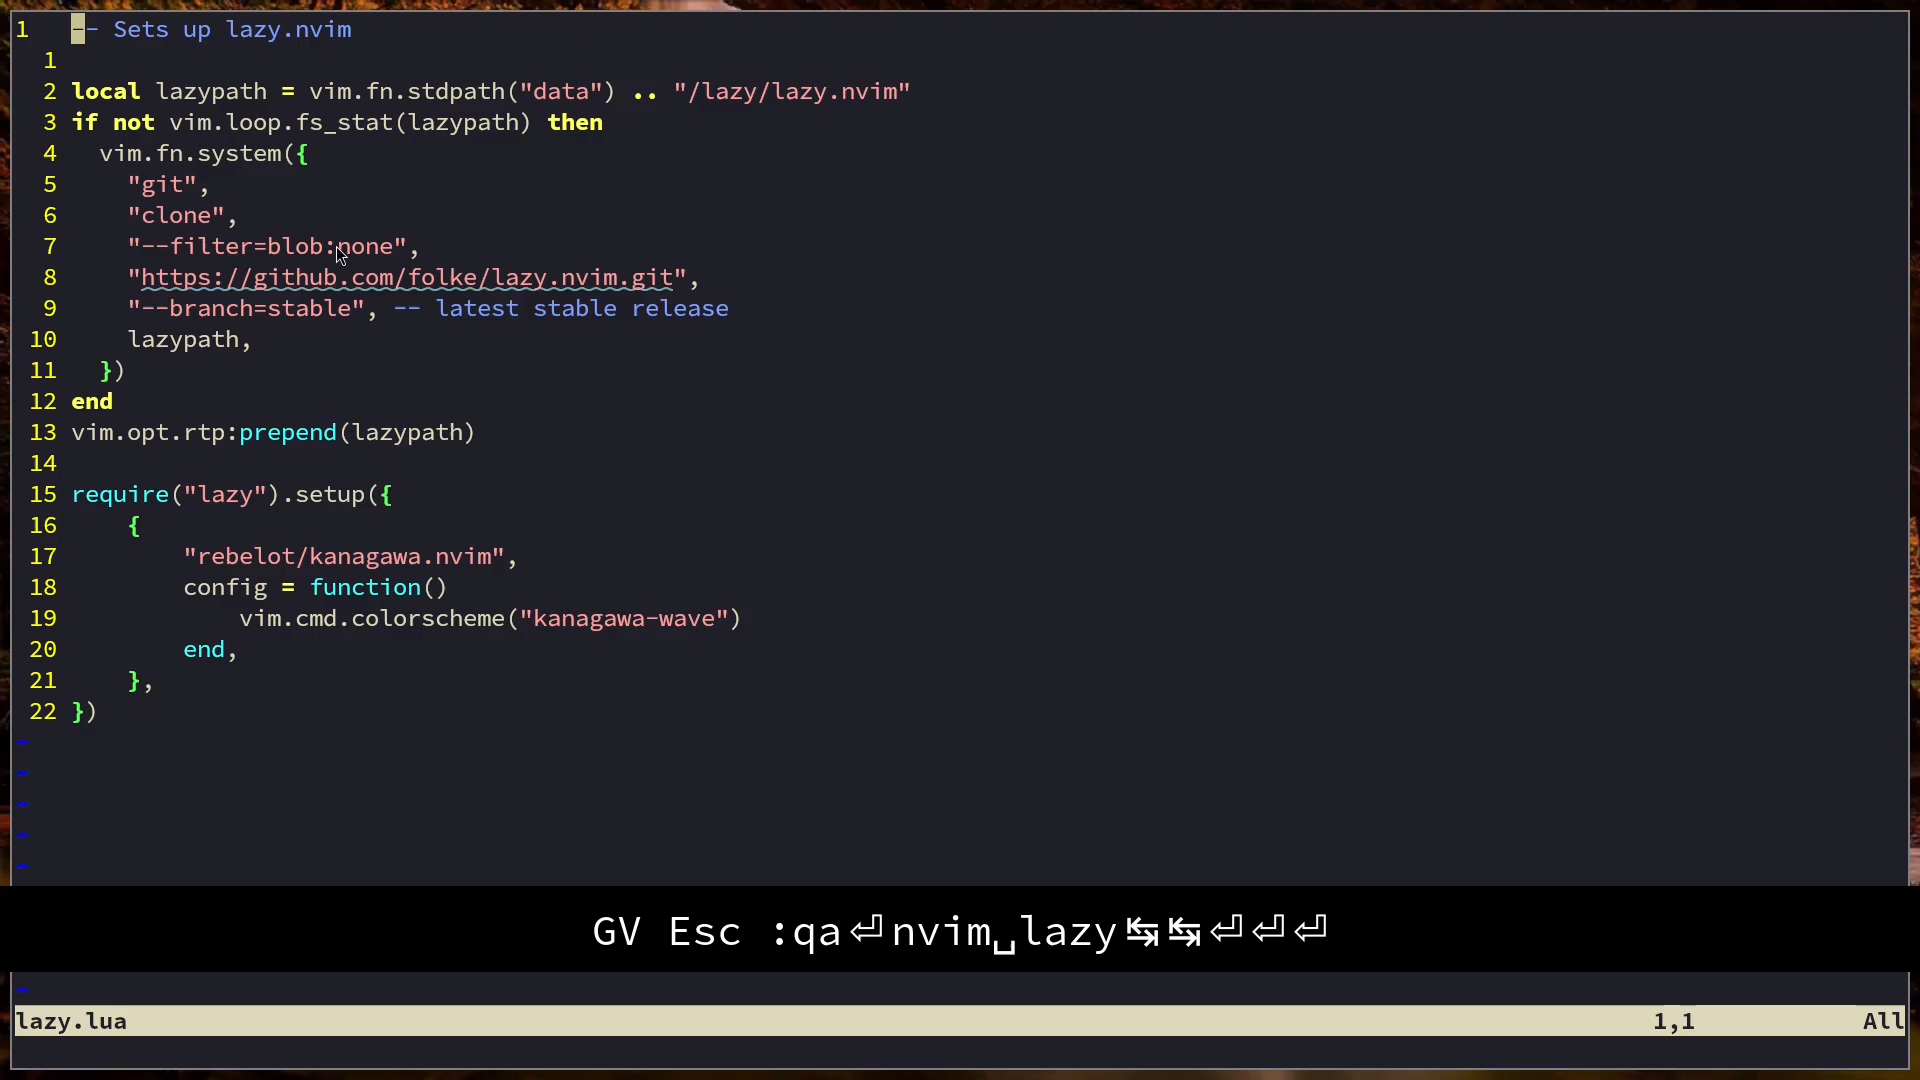 1   -- Sets up lazy.nvim
  1
  2 local lazypath = vim.fn.stdpath("data") .. "/lazy/lazy.nvim"
  3 if not vim.loop.fs_stat(lazypath) then
  4   vim.fn.system({
  5     "git",
  6     "clone",
  7     "--filter=blob:none",
  8     "https://github.com/folke/lazy.nvim.git",
  9     "--branch=stable", -- latest stable release
 10     lazypath,
 11   })
 12 end
 13 vim.opt.rtp:prepend(lazypath)
 14
 15 require("lazy").setup({
 16     {
 17         "rebelot/kanagawa.nvim",
 18         config = function()
 19             vim.cmd.colorscheme("kanagawa-wave")
 20         end,
 21     },
 22 })
~
~
~
~
~
GV Esc :qa⏎nvim␣lazy↹↹⏎⏎⏎
~
lazy.lua 1,1 All